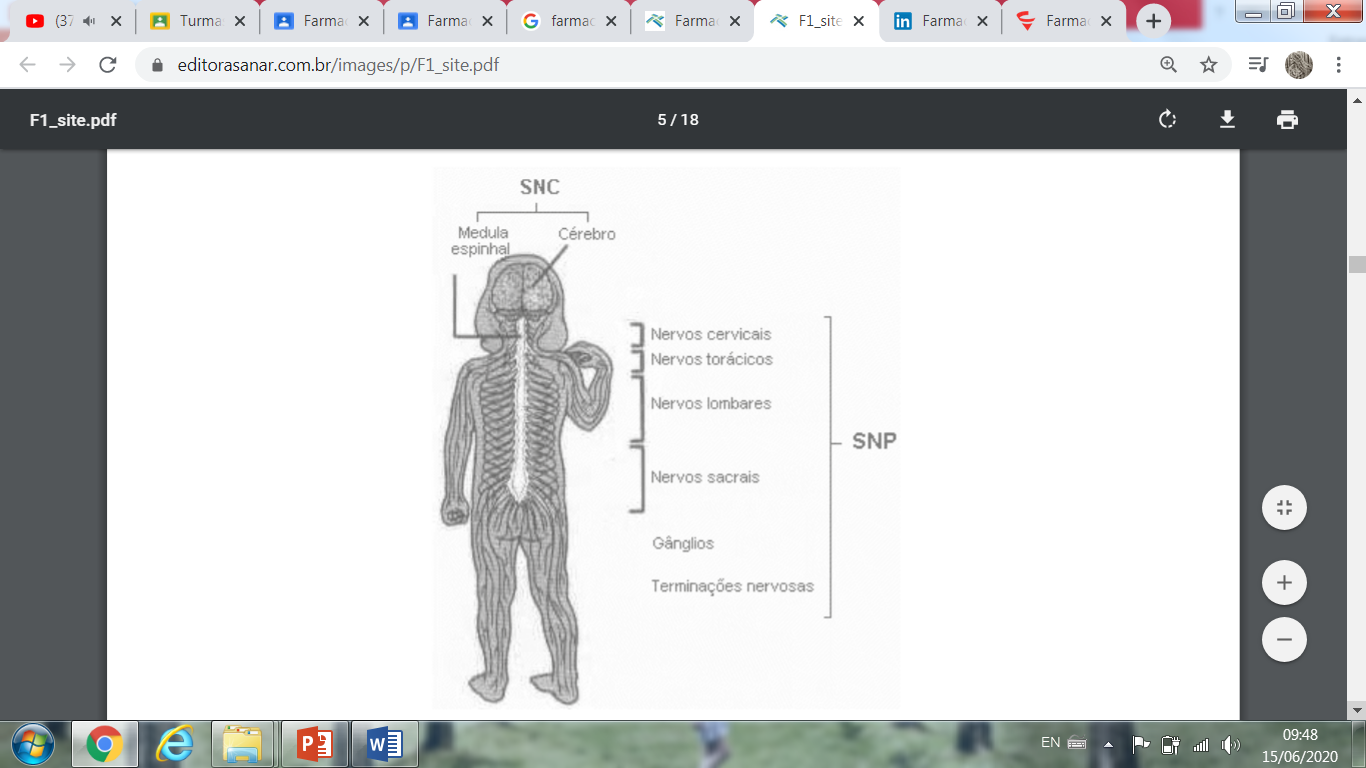 (37
Turma
Farmac
Farmac
farmac
Farmac
F1_site
Farmac
Farmac
editorasanar.com.br/images/p/F1_site.pdf
F1_site.pdf
5 / 18
SNC
Medula
espinhal
Cérebro
Nervos cervicais
Nervos torácicos
Nervos lombares
Nervos sacrais
SNP
Gânglios
Terminações nervosas
EN
09:48
15/06/2020